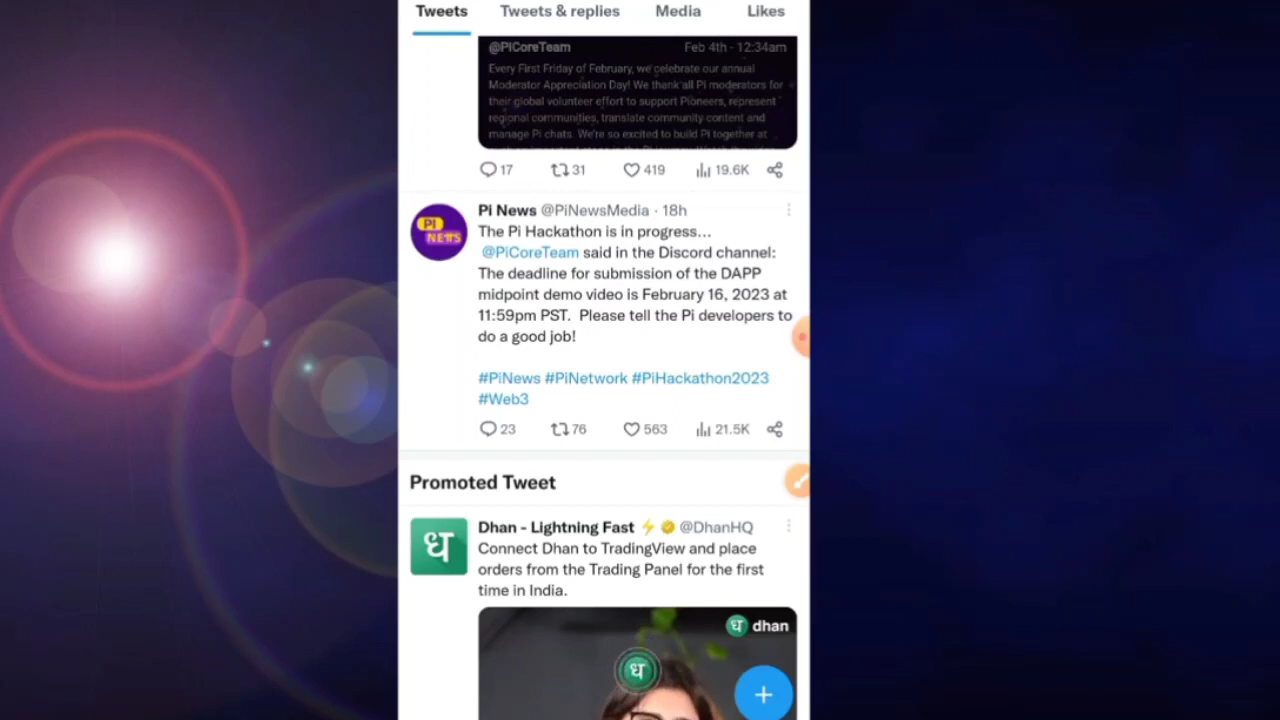 Tweets Tweets & replies Media Likes
@PiCoreTeam Feb 4th - 12:34am
Every First Friday of February, we celebrate our annual
Moderator Appreciation Day! We thank all Pi moderators for
their global volunteer effort to support Pioneers, represent
regional communities, translate community content and
manage Pi chats. We're so excited to build Pi together at
17 31 419 19.6K
PI
NEWS
Pi News @PiNewsMedia · 18h
The Pi Hackathon is in progress...
@PiCoreTeam said in the Discord channel:
The deadline for submission of the DAPP
midpoint demo video is February 16, 2023 at
11:59pm PST. Please tell the Pi developers to
do a good job!
#PiNews #PiNetwork #PiHackathon2023
#Web3
23 76 563 21.5K
Promoted Tweet
ध
Dhan - Lightning Fast ⚡ @DhanHQ
Connect Dhan to TradingView and place
orders from the Trading Panel for the first
time in India.
ध dhan
ध